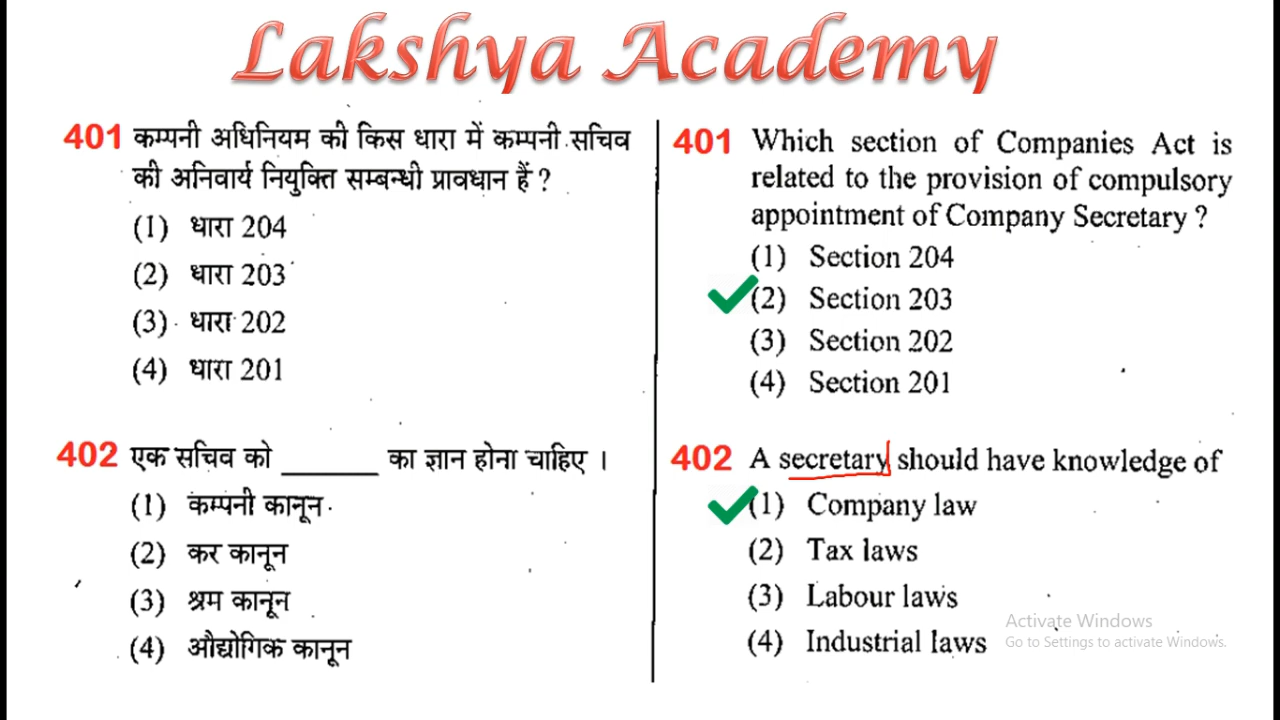 Lakshya Academy
401 कम्पनी अधिनियम की किस धारा में कम्पनी सचिव
की अनिवार्य नियुक्ति सम्बन्धी प्रावधान हैं ?
(1) धारा 204
(2) धारा 203
(3) धारा 202
(4) धारा 201
402 एक सचिव को ______ का ज्ञान होना चाहिए ।
(1) कम्पनी कानून
(2) कर कानून
(3) श्रम कानून
(4) औद्योगिक कानून
401 Which section of Companies Act is
related to the provision of compulsory
appointment of Company Secretary ?
(1) Section 204
(2) Section 203
(3) Section 202
(4) Section 201
402 A secretary should have knowledge of
(1) Company law
(2) Tax laws
(3) Labour laws
(4) Industrial laws
Activate Windows
Go to Settings to activate Windows.